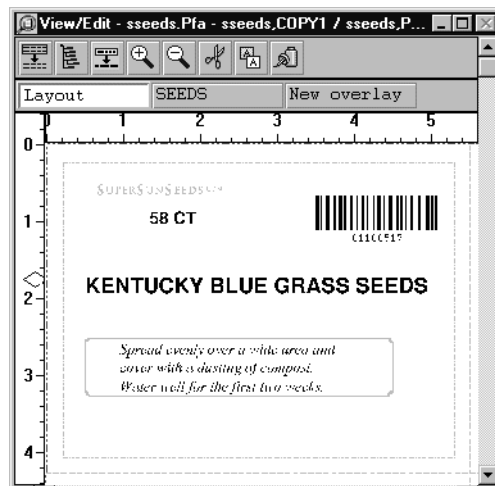 View/Edit - sseeds.Pfa - sseeds,COPY1 / sseeds,P...
Layout SEEDS New overlay
0 1 2 3 4 5
0
1
2
3
4
SUPERSUNSEEDS
58 CT
01100517
KENTUCKY BLUE GRASS SEEDS
Spread evenly over a wide area and
cover with a dusting of compost.
Water well for the first two weeks.